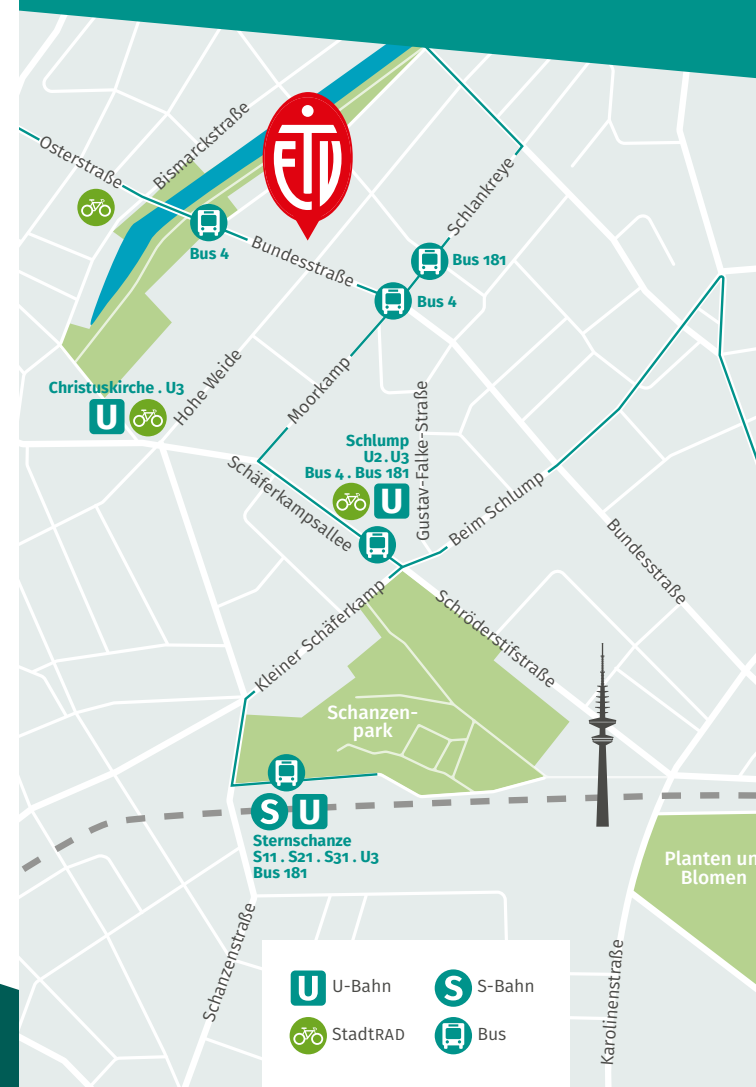 Bismarckstraße
Osterstraße
ETV
Schlankreye
Bus 4
Bundesstraße
Bus 181
Bus 4
Christuskirche . U3
U
Hohe Weide
Moorkamp
Gustav-Falke-Straße
Schlump
U2 . U3
Bus 4 . Bus 181
U
Schäferkampsallee
Beim Schlump
Bundesstraße
Kleiner Schäferkamp
Schröderstiftstraße
Schanzen-
park
S U
Sternschanze
S11 . S21 . S31 . U3
Bus 181
Planten un
Blomen
Schanzenstraße
Karolinenstraße
U U-Bahn
S S-Bahn
StadtRAD
Bus